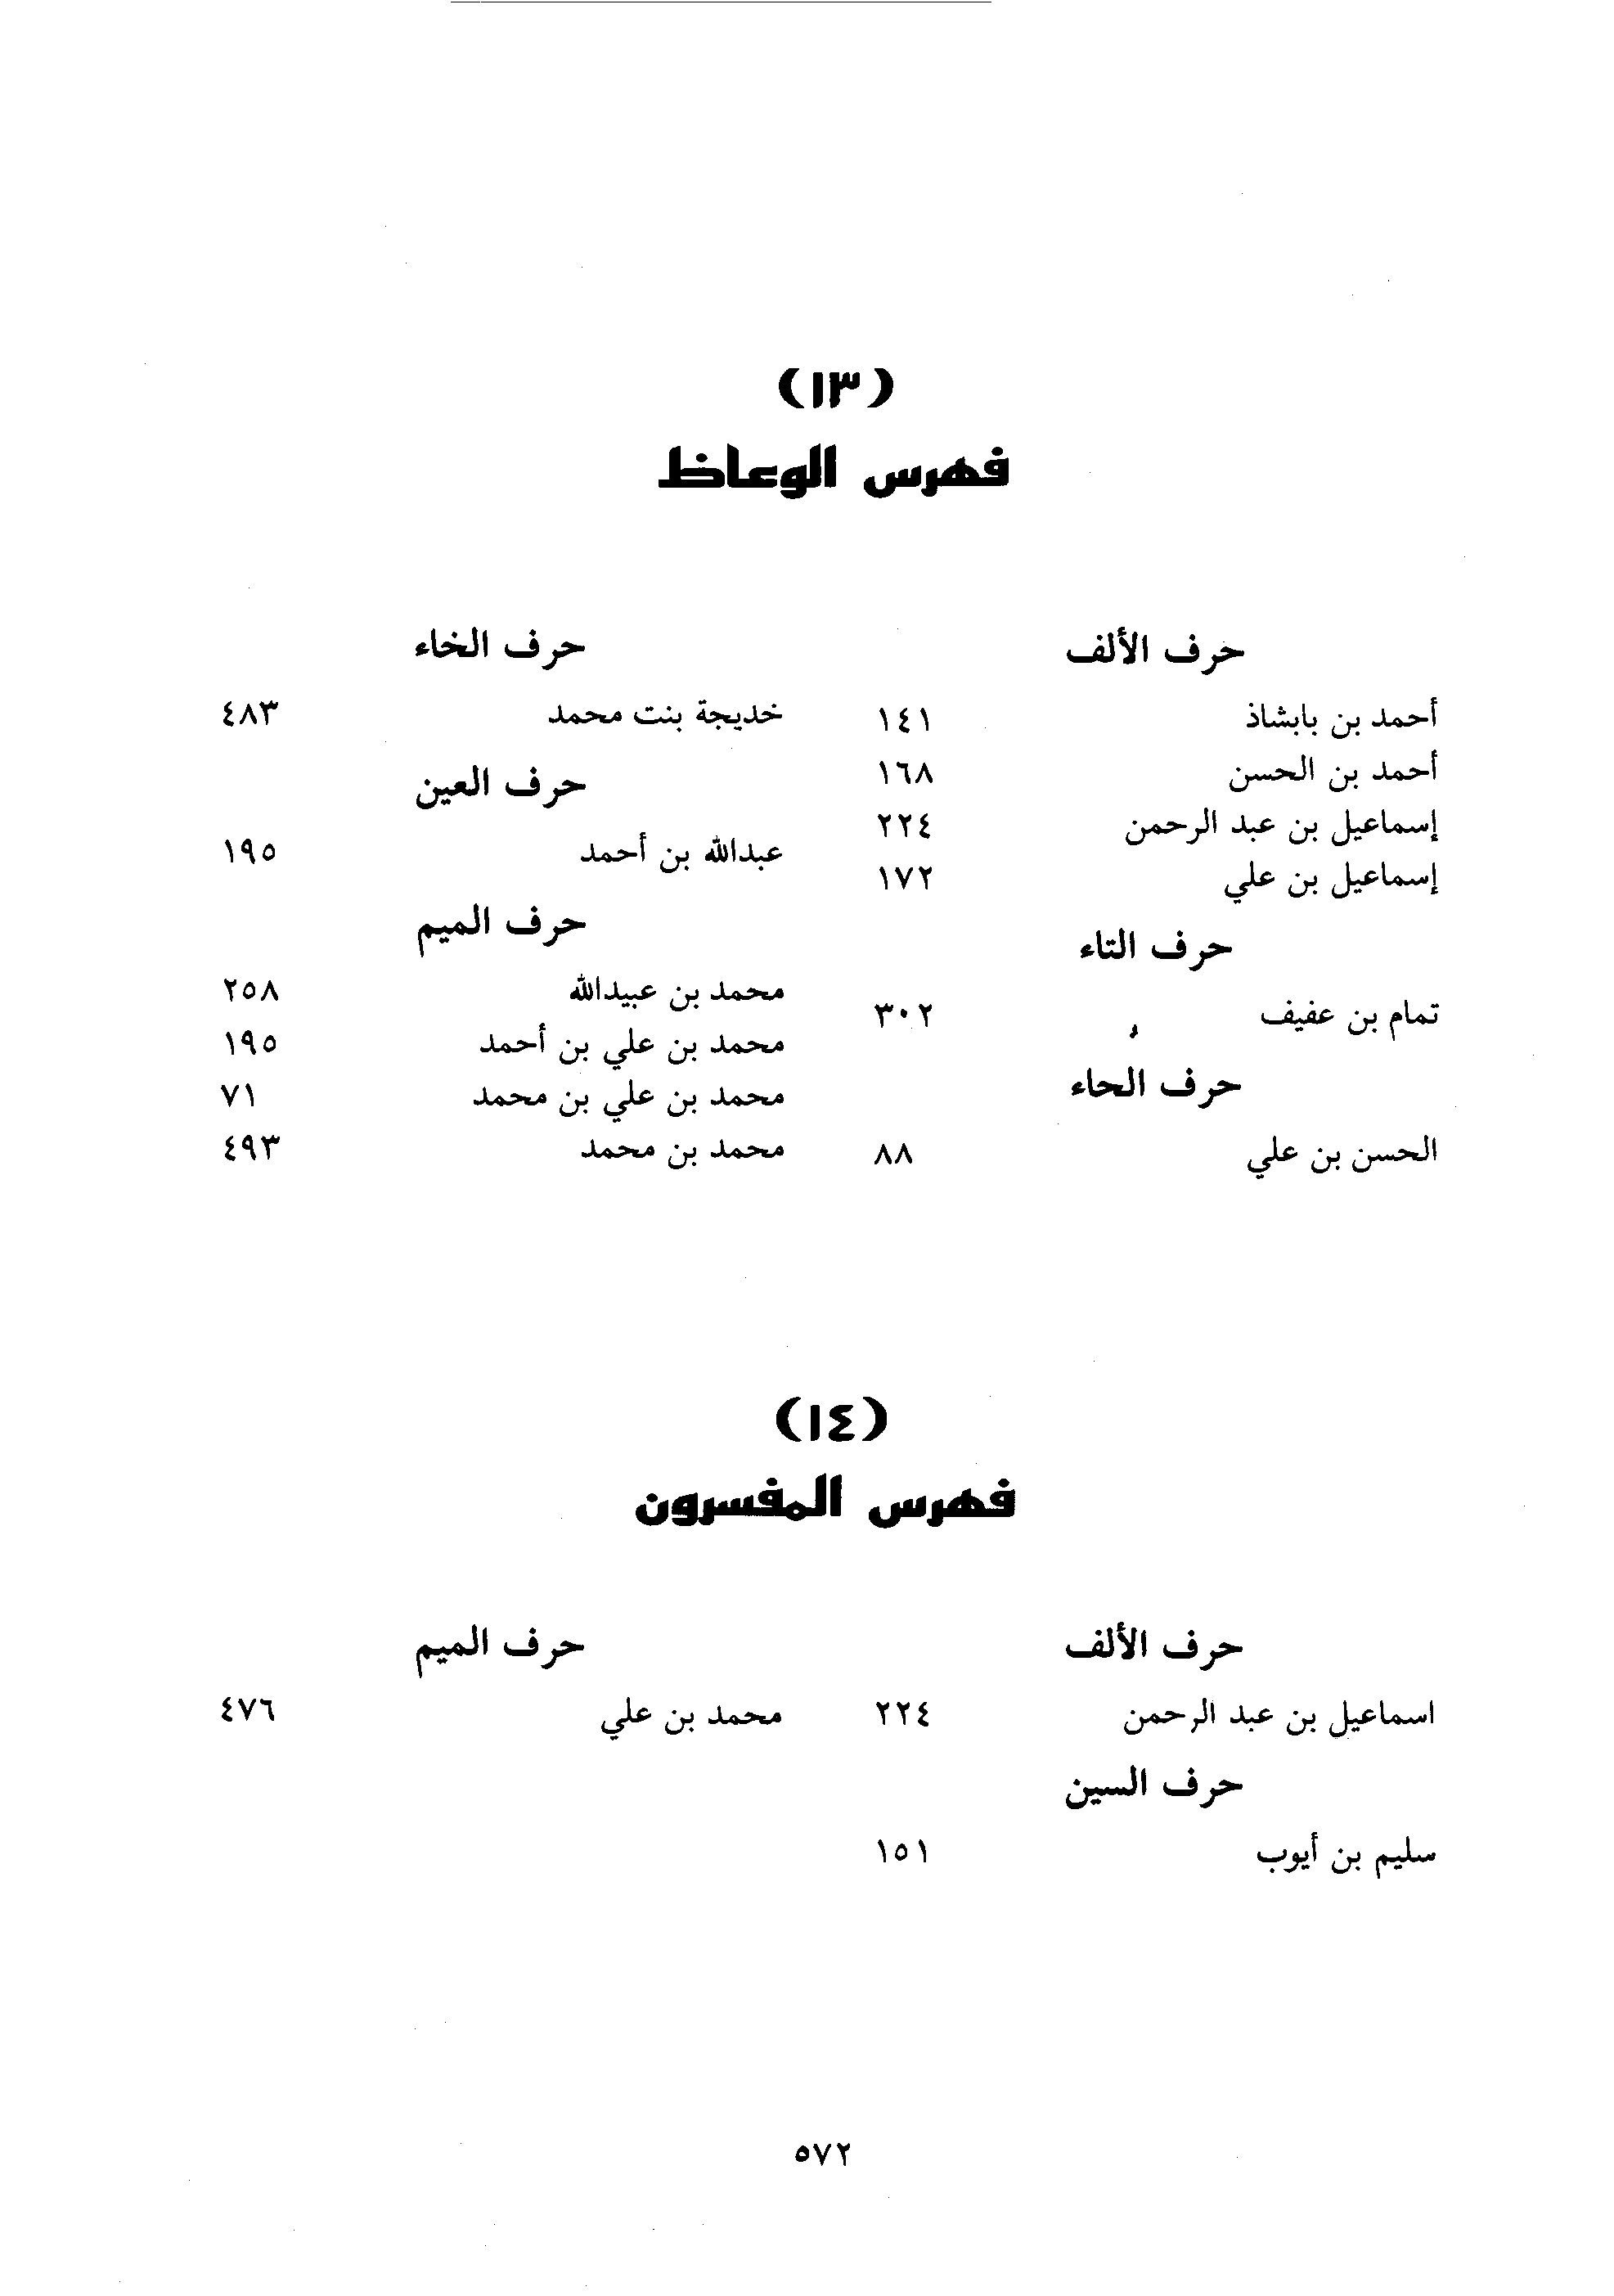 (١٣)
فهرس الوعاظ
حرف الألف
أحمد بن بابشاذ ١٤١
أحمد بن الحسن ١٦٨
إسماعيل بن عبد الرحمن ٢٢٤
إسماعيل بن علي ١٧٢
حرف التاء
تمام بن عفيف ٣٠٢
حرف الحاء
الحسن بن علي ٨٨
حرف الخاء
خديجة بنت محمد ٤٨٣
حرف العين
عبدالله بن أحمد ١٩٥
حرف الميم
محمد بن عبيدالله ٢٥٨
محمد بن علي بن أحمد ١٩٥
محمد بن علي بن محمد ٧١
محمد بن محمد ٤٩٣
(١٤)
فهرس المفسرون
حرف الألف
اسماعيل بن عبد الرحمن ٢٢٤
حرف السين
سليم بن أيوب ١٥١
حرف الميم
محمد بن علي ٤٧٦
٥٧٢